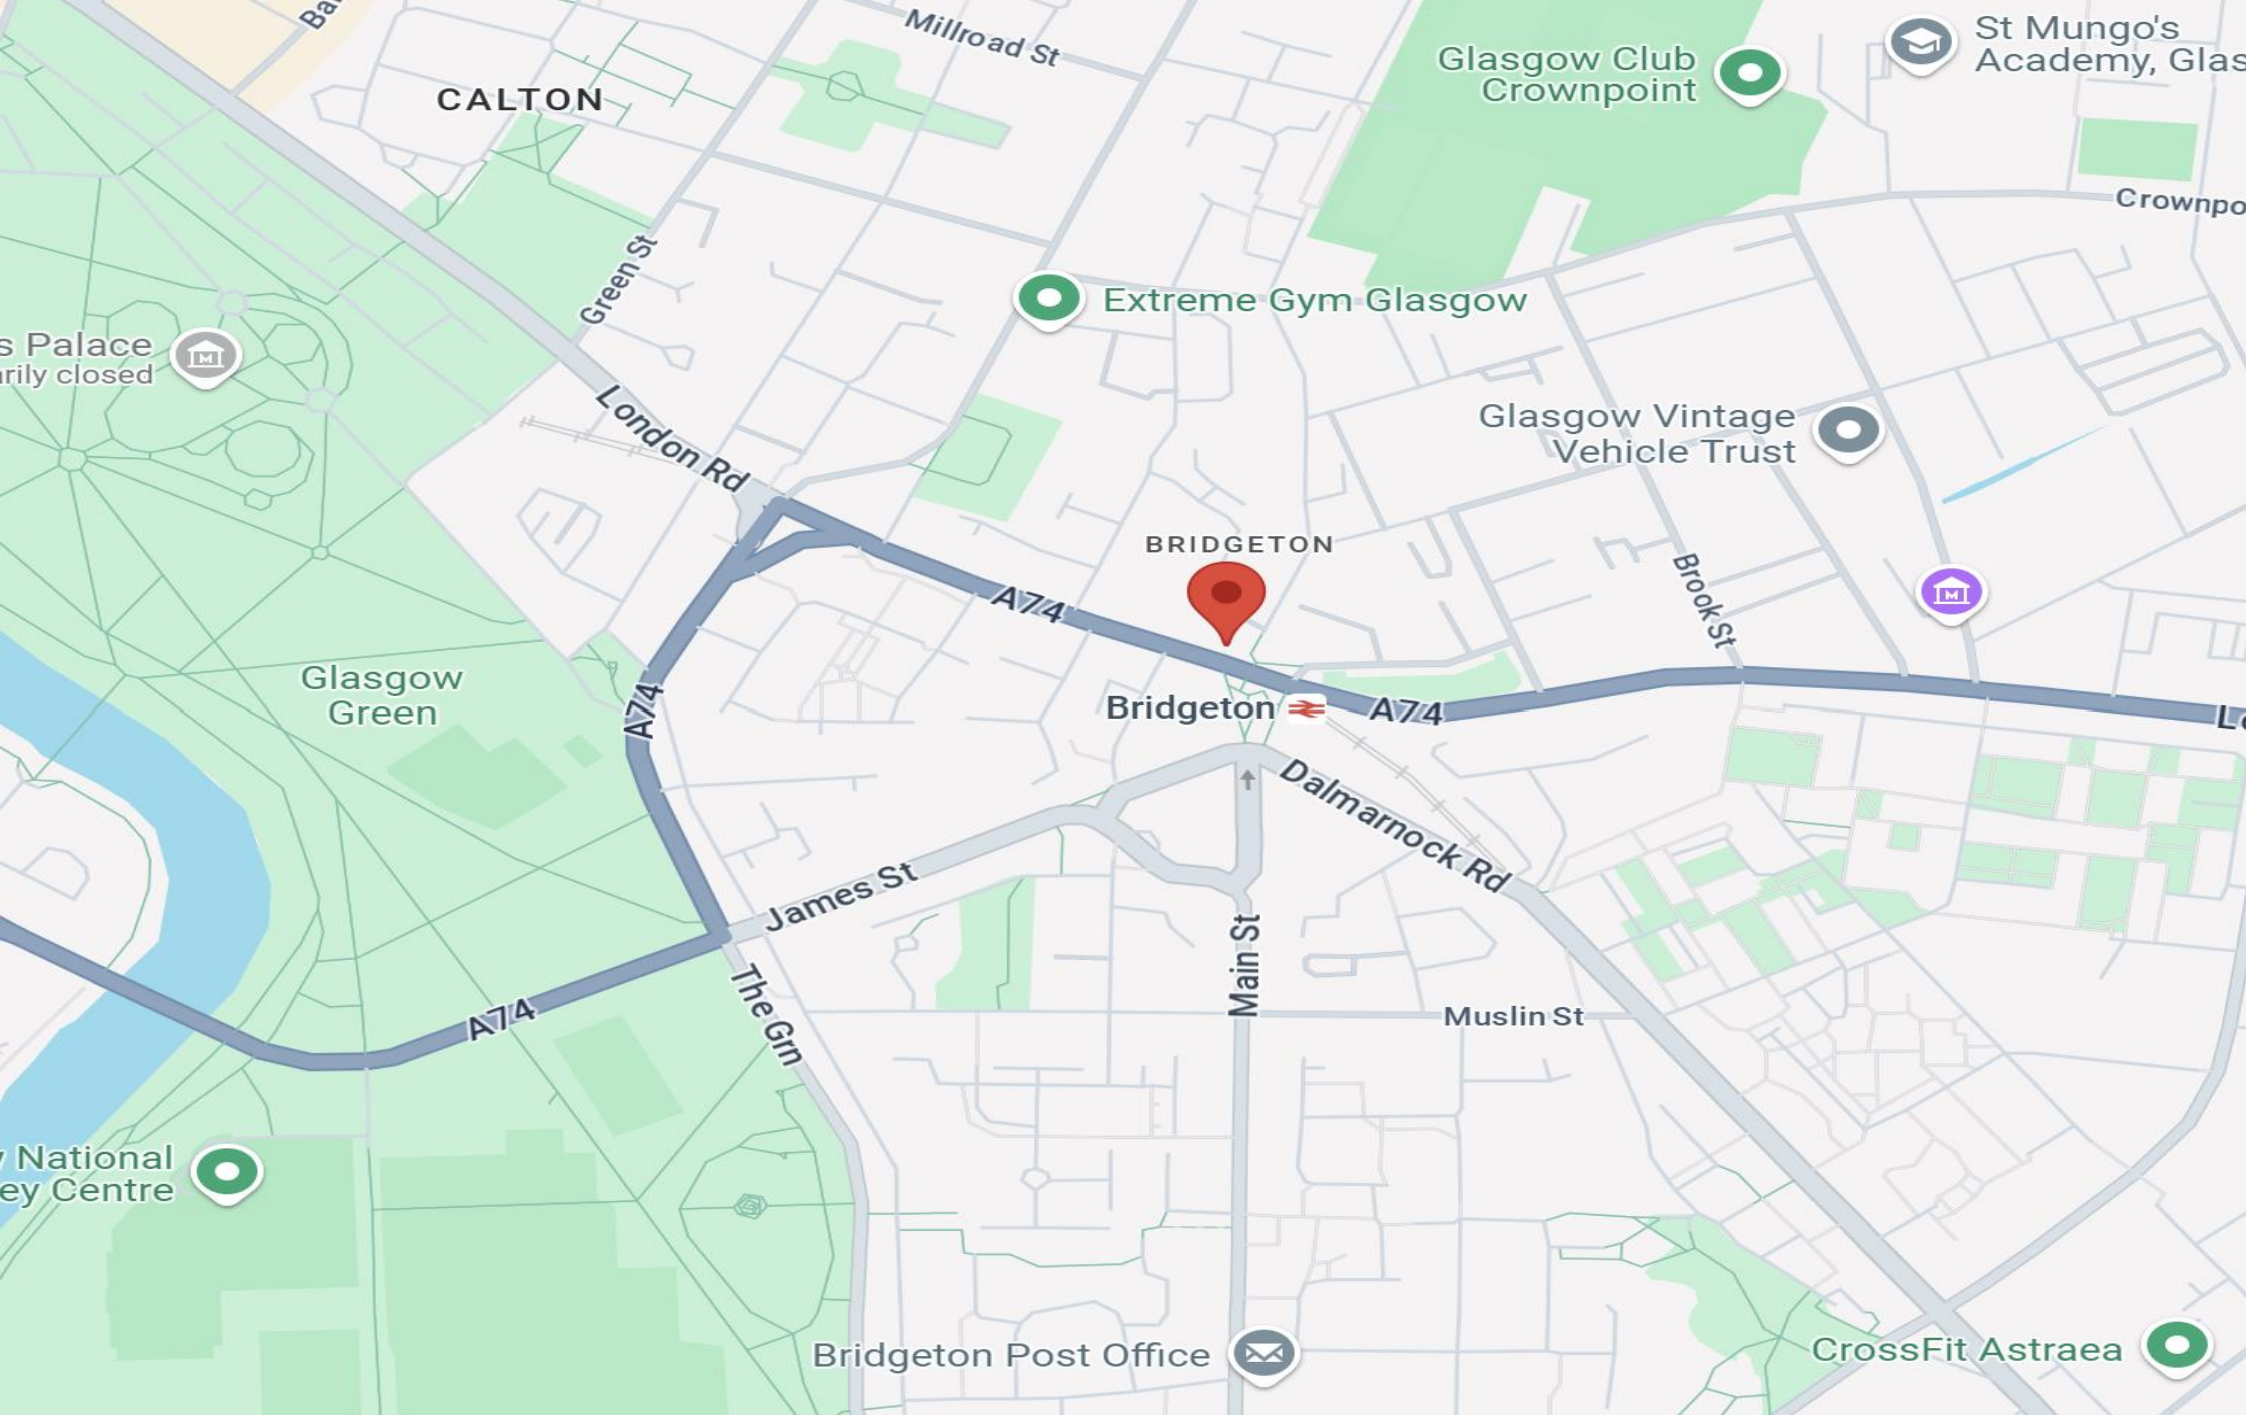 Ba
Millroad St
CALTON
Glasgow Club
Crownpoint
St Mungo's
Academy, Glas
Crownpo
Green St
Extreme Gym Glasgow
s Palace
rily closed
London Rd
Glasgow Vintage
Vehicle Trust
BRIDGETON
A74
Brook St
Glasgow
Green
A74
Bridgeton
A74
Lo
Dalmarnock Rd
James St
Main St
The Grn
A74
Muslin St
National
ey Centre
Bridgeton Post Office
CrossFit Astraea